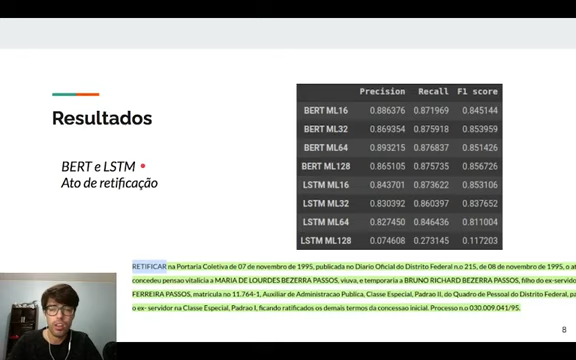 Resultados
BERT e LSTM
Ato de retificação
Precision Recall F1 score
BERT ML16 0.886376 0.871969 0.845144
BERT ML32 0.869354 0.875918 0.853959
BERT ML64 0.893215 0.876837 0.851426
BERT ML128 0.865105 0.875735 0.856726
LSTM ML16 0.843701 0.873622 0.853106
LSTM ML32 0.830392 0.860397 0.837652
LSTM ML64 0.827450 0.846436 0.811004
LSTM ML128 0.074608 0.273145 0.117203
RETIFICAR na Portaria Coletiva de 07 de novembro de 1995, publicada no Diario Oficial do Distrito Federal n.o 215, de 08 de novembro de 1995, o at
concedeu pensao vitalicia a MARIA DE LOURDES BEZERRA PASSOS, viuva, e temporaria a BRUNO RICHARD BEZERRA PASSOS, filho do ex-servido
FERREIRA PASSOS, matricula no 11.764-1, Auxiliar de Administracao Publica, Classe Especial, Padrao II, do Quadro de Pessoal do Distrito Federal, pa
o ex- servidor na Classe Especial, Padrao I, ficando ratificados os demais termos da concessao inicial. Processo n.o 030.009.041/95.
8